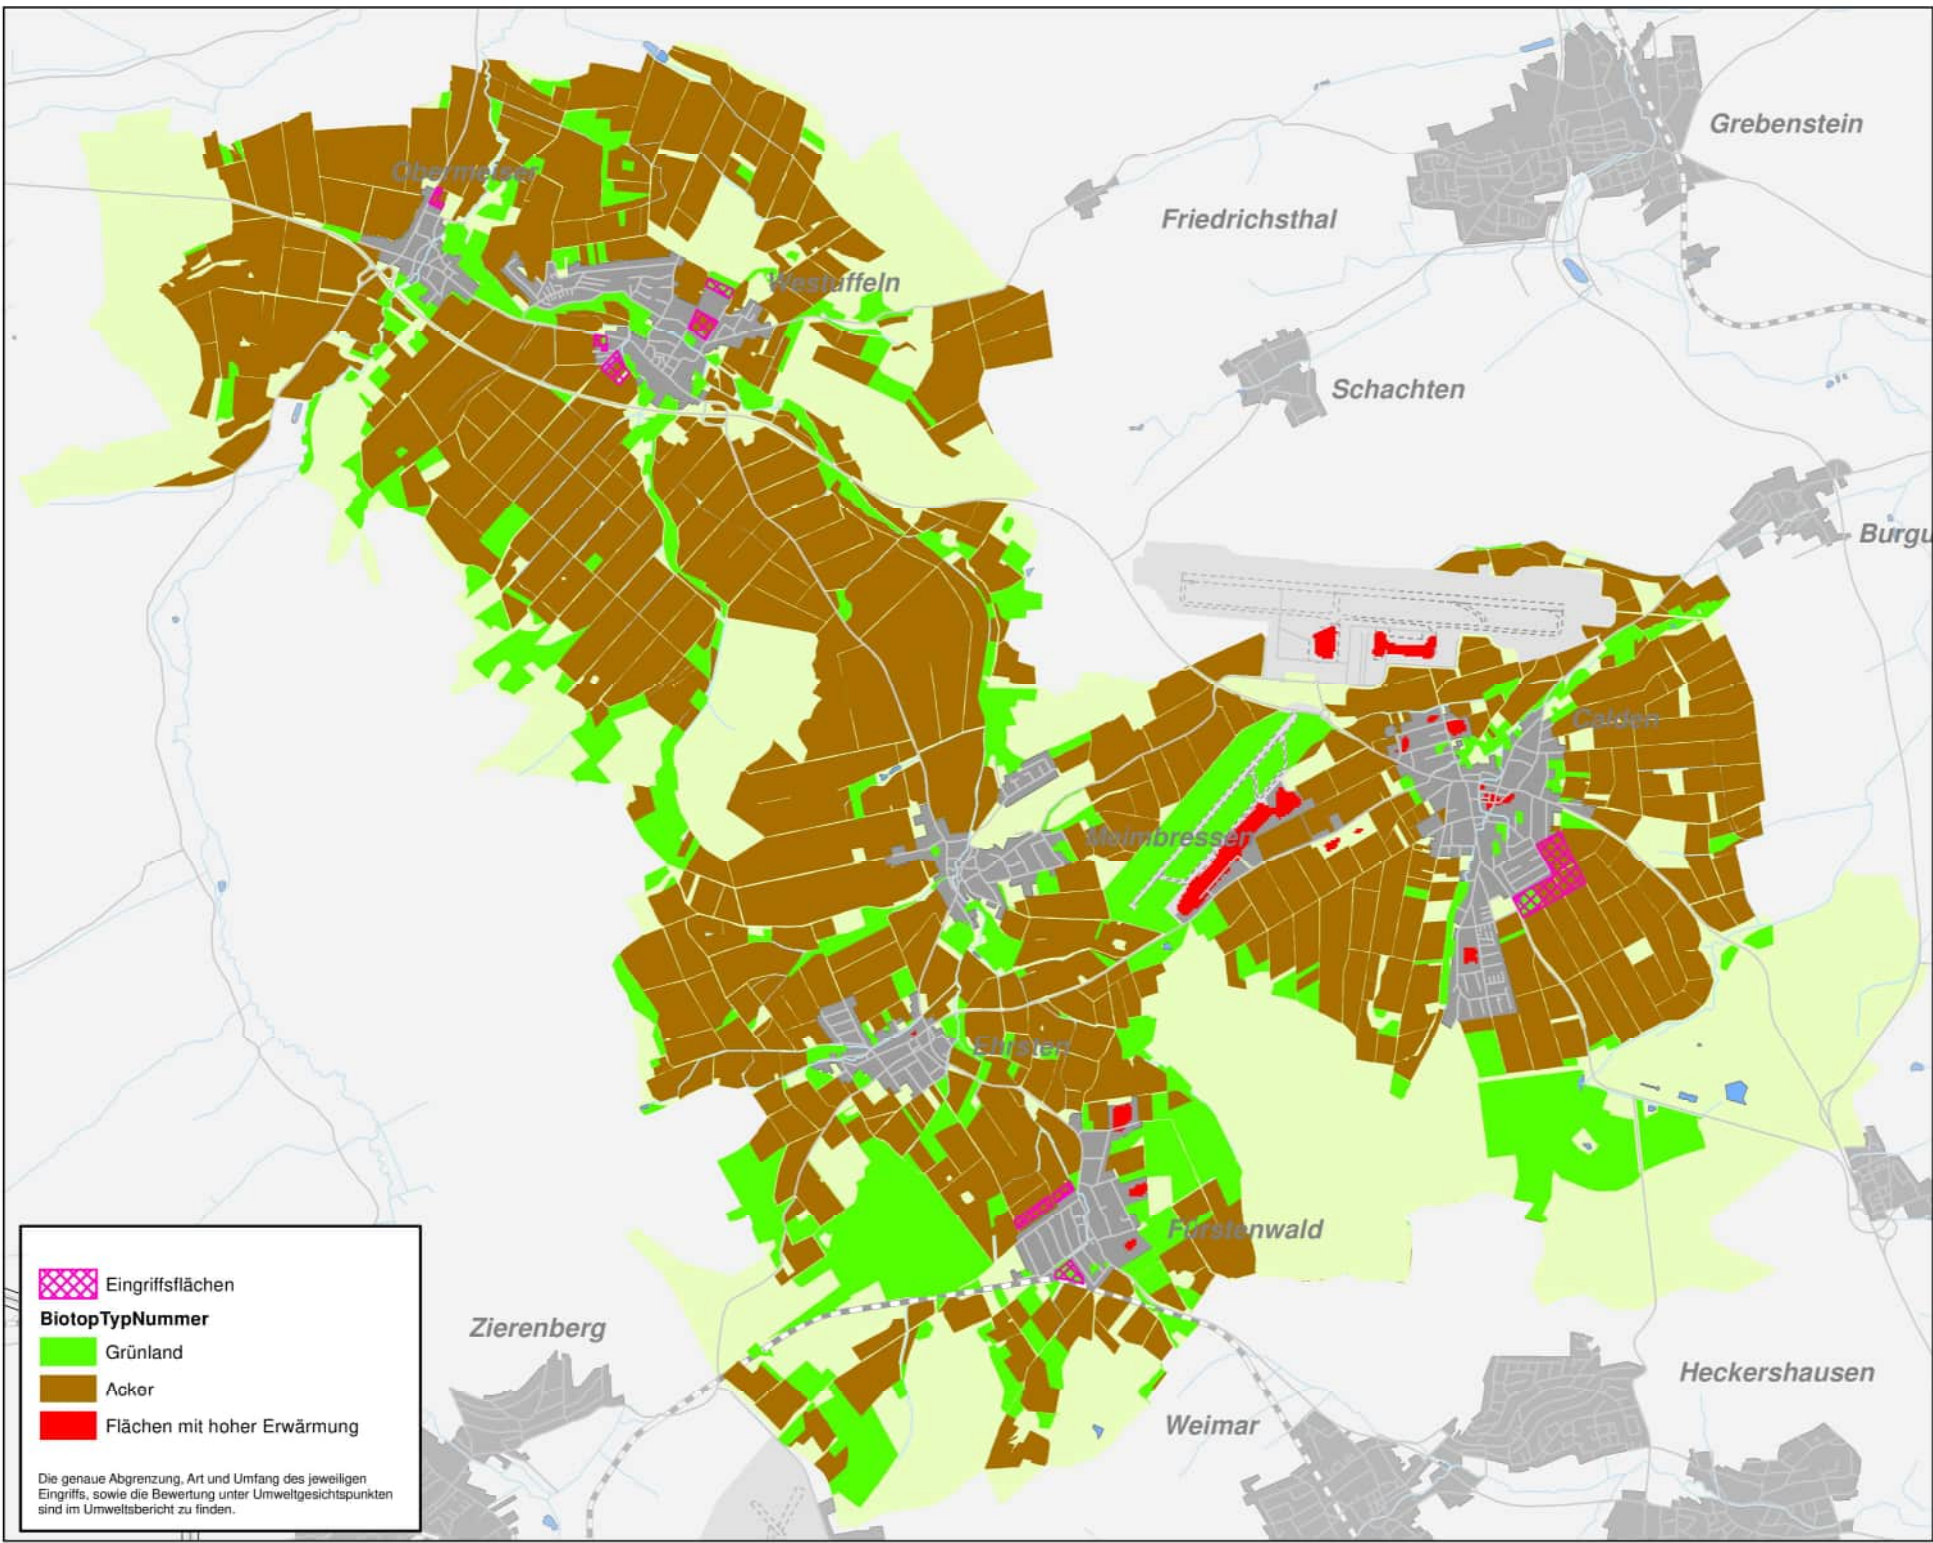 Grebenstein
Obermeiser
Friedrichsthal
Westuffeln
Schachten
Burgu
Calden
Meimbressen
Ehrsten
Fürstenwald
Zierenberg
Heckershausen
Weimar
Eingriffsflächen
BiotopTypNummer
Grünland
Acker
Flächen mit hoher Erwärmung
Die genaue Abgrenzung, Art und Umfang des jeweiligen
Eingriffs, sowie die Bewertung unter Umweltgesichtspunkten
sind im Umweltsbericht zu finden.